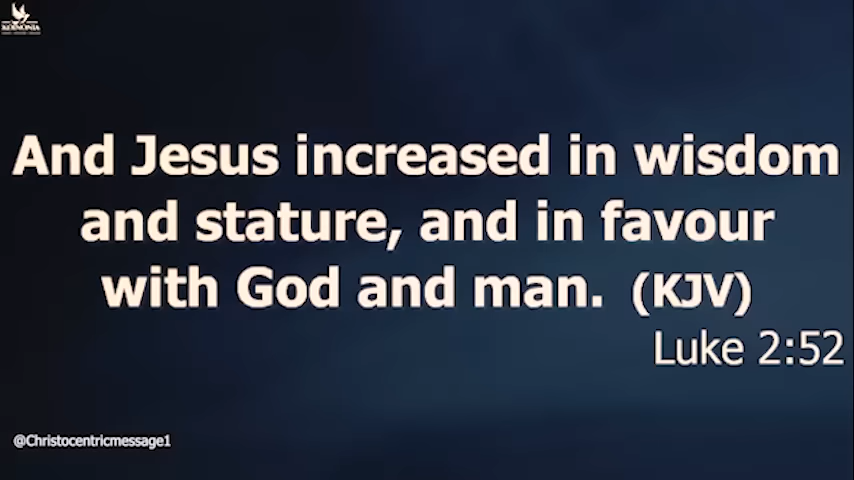 KOINONIA
And Jesus increased in wisdom
and stature, and in favour
with God and man. (KJV)
Luke 2:52
@Christocentricmessage1